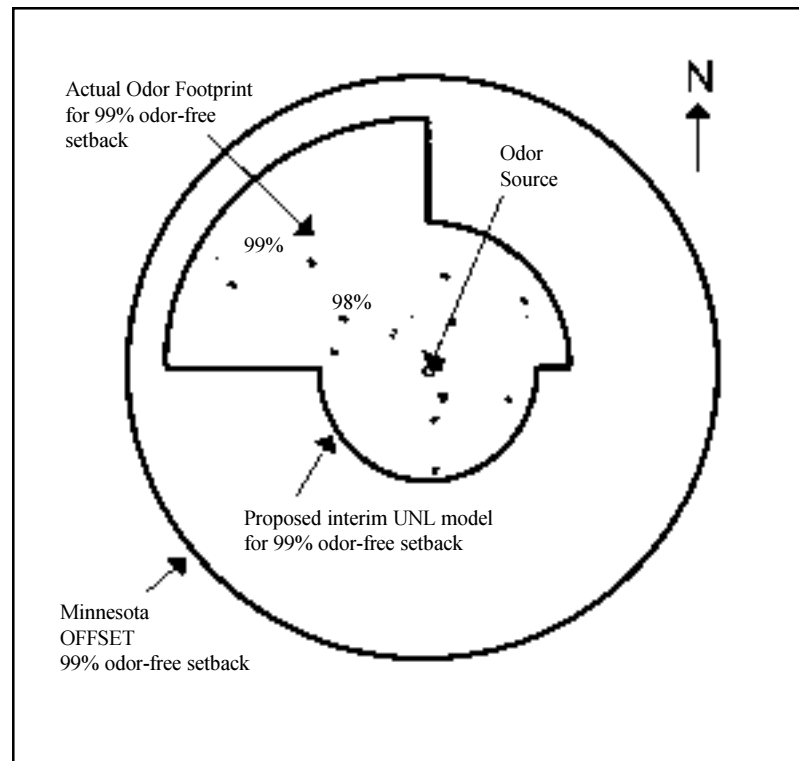 Actual Odor Footprint
for 99% odor-free
setback
N
Odor
Source
99%
98%
Proposed interim UNL model
for 99% odor-free setback
Minnesota
OFFSET
99% odor-free setback